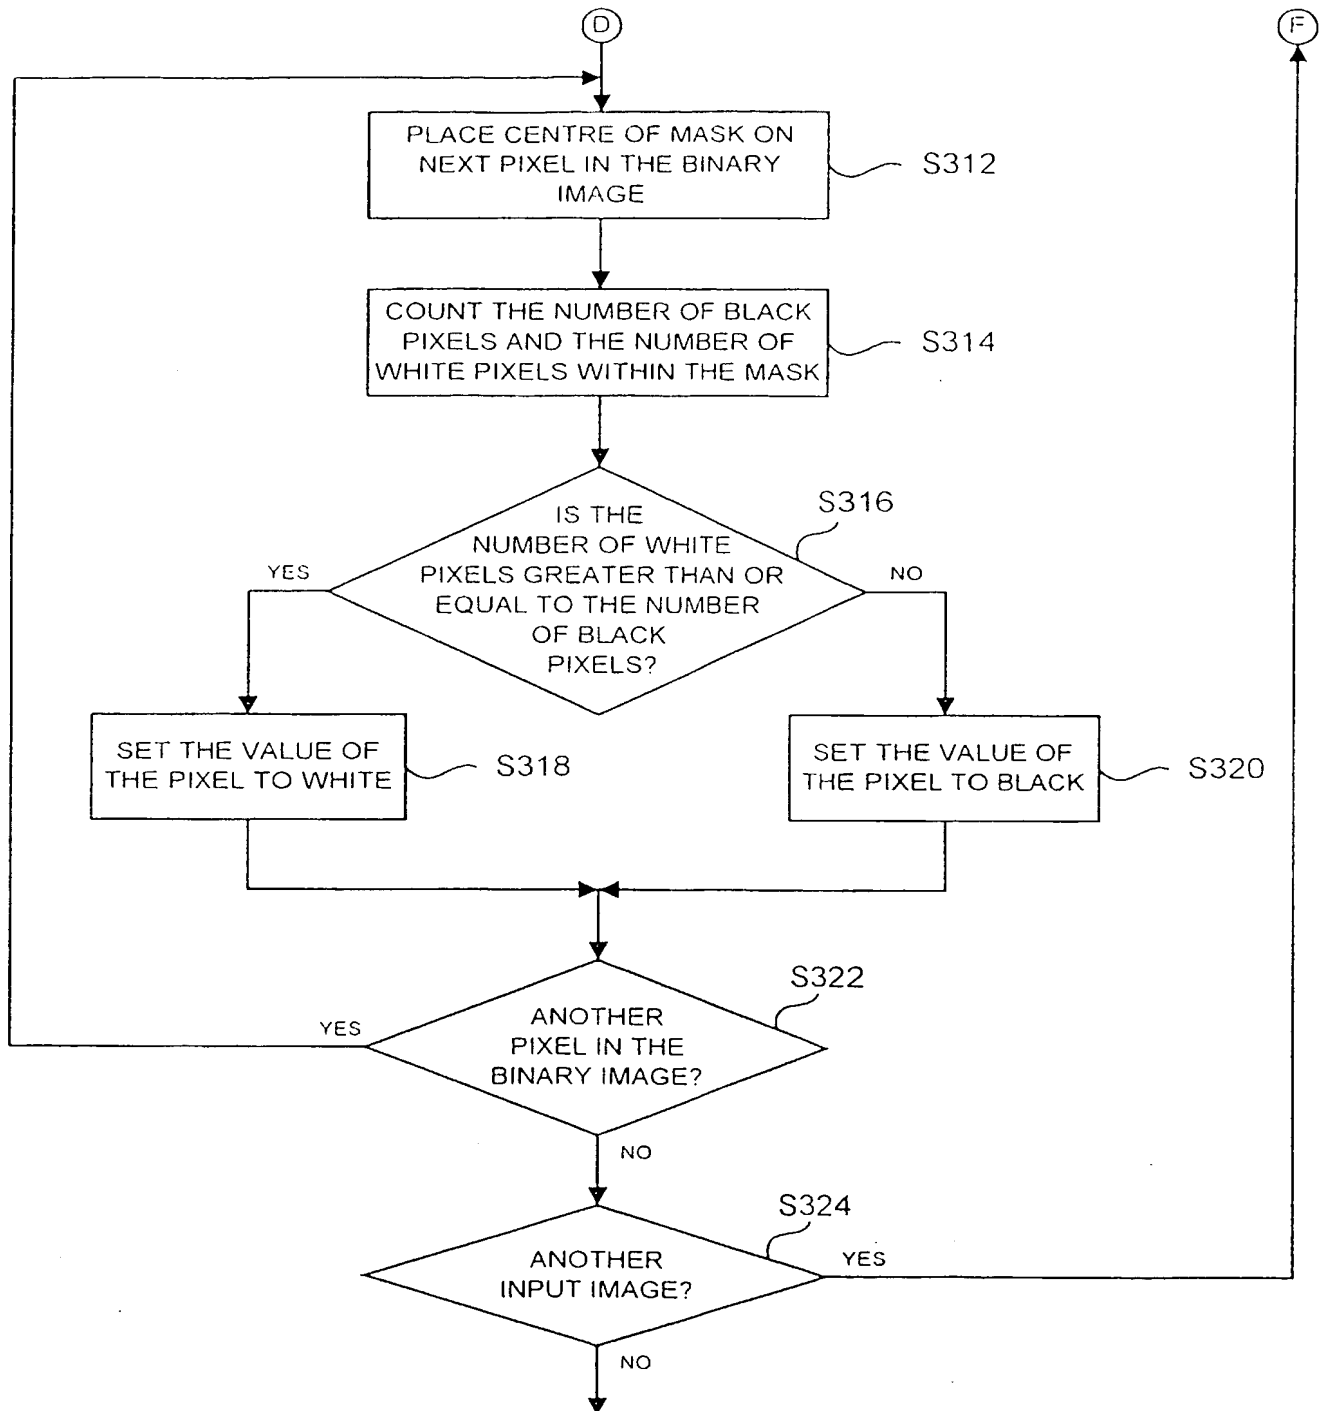 D
F
PLACE CENTRE OF MASK ON
NEXT PIXEL IN THE BINARY
IMAGE
S312
COUNT THE NUMBER OF BLACK
PIXELS AND THE NUMBER OF
WHITE PIXELS WITHIN THE MASK
S314
S316
IS THE
NUMBER OF WHITE
PIXELS GREATER THAN OR
EQUAL TO THE NUMBER
OF BLACK
PIXELS?
YES
NO
SET THE VALUE OF
THE PIXEL TO WHITE
S318
SET THE VALUE OF
THE PIXEL TO BLACK
S320
S322
ANOTHER
PIXEL IN THE
BINARY IMAGE?
YES
NO
S324
ANOTHER
INPUT IMAGE?
YES
NO